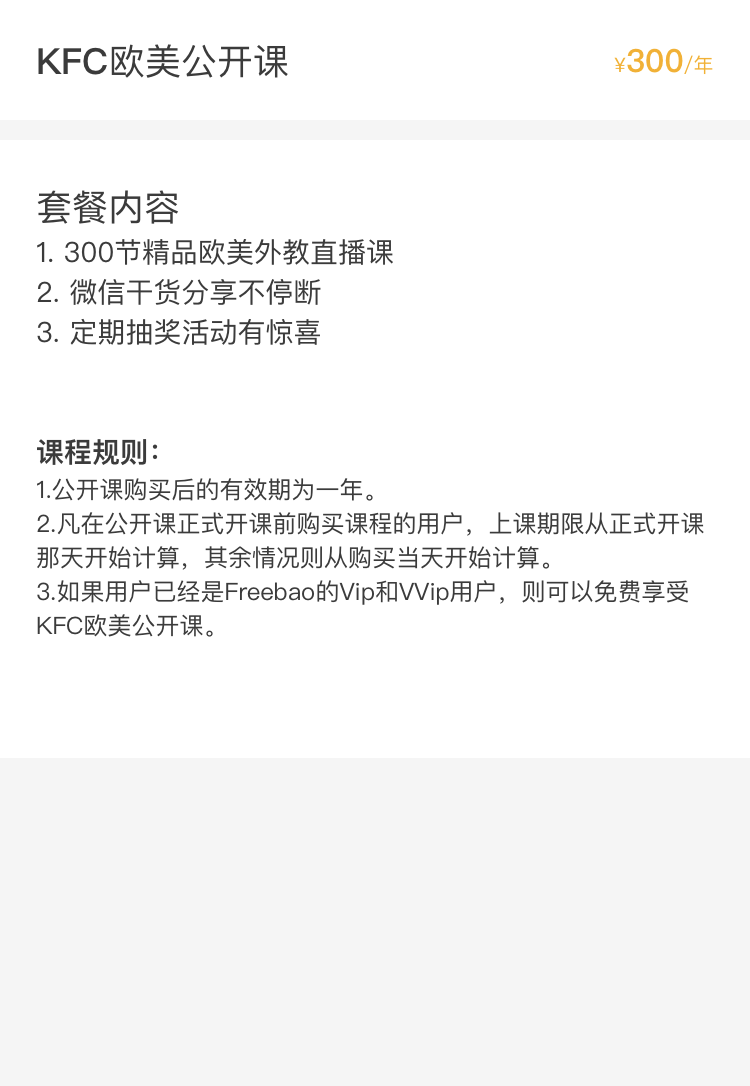 KFC欧美公开课
¥300/年
套餐内容
1. 300节精品欧美外教直播课
2. 微信干货分享不停断
3. 定期抽奖活动有惊喜
课程规则：
1.公开课购买后的有效期为一年。
2.凡在公开课正式开课前购买课程的用户，上课期限从正式开课
那天开始计算，其余情况则从购买当天开始计算。
3.如果用户已经是Freebao的Vip和VVip用户，则可以免费享受
KFC欧美公开课。